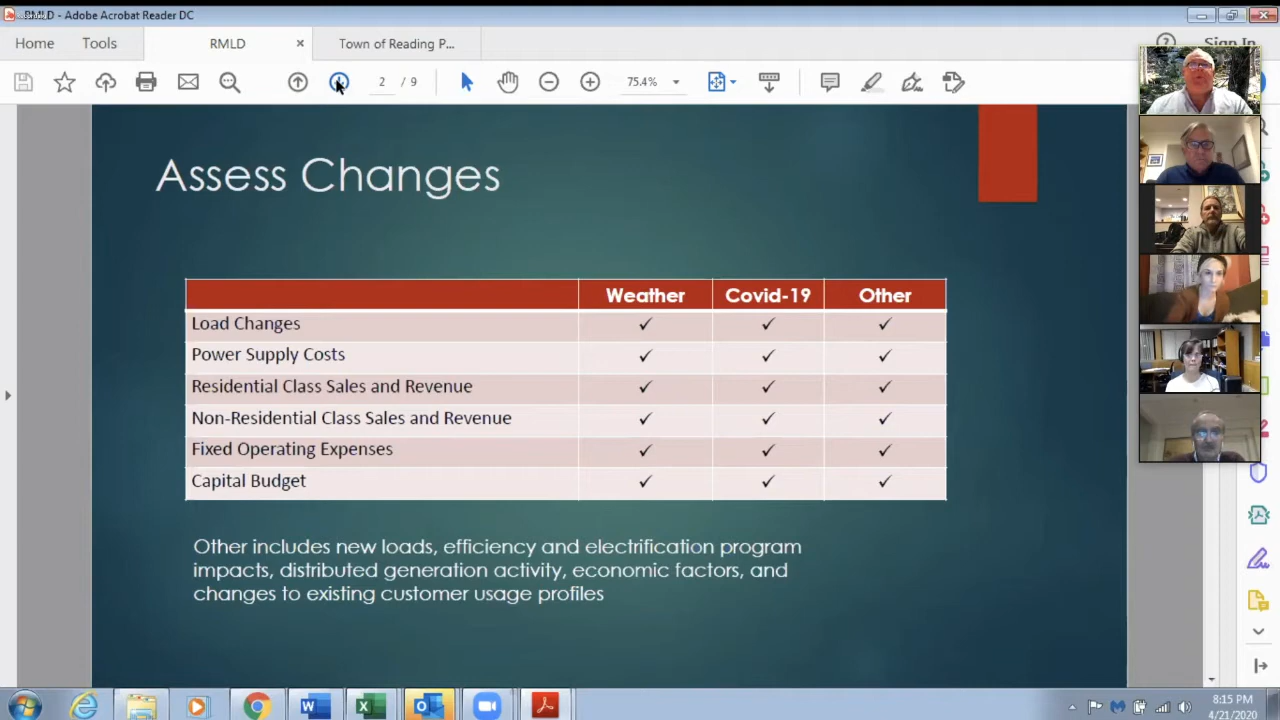 RMLD - Adobe Acrobat Reader DC
Home Tools RMLD × Town of Reading P... Sign In
2 / 9 75.4%
Assess Changes
Weather Covid-19 Other
Load Changes ✓ ✓ ✓
Power Supply Costs ✓ ✓ ✓
Residential Class Sales and Revenue ✓ ✓ ✓
Non-Residential Class Sales and Revenue ✓ ✓ ✓
Fixed Operating Expenses ✓ ✓ ✓
Capital Budget ✓ ✓ ✓
Other includes new loads, efficiency and electrification program
impacts, distributed generation activity, economic factors, and
changes to existing customer usage profiles
8:15 PM
4/21/2020